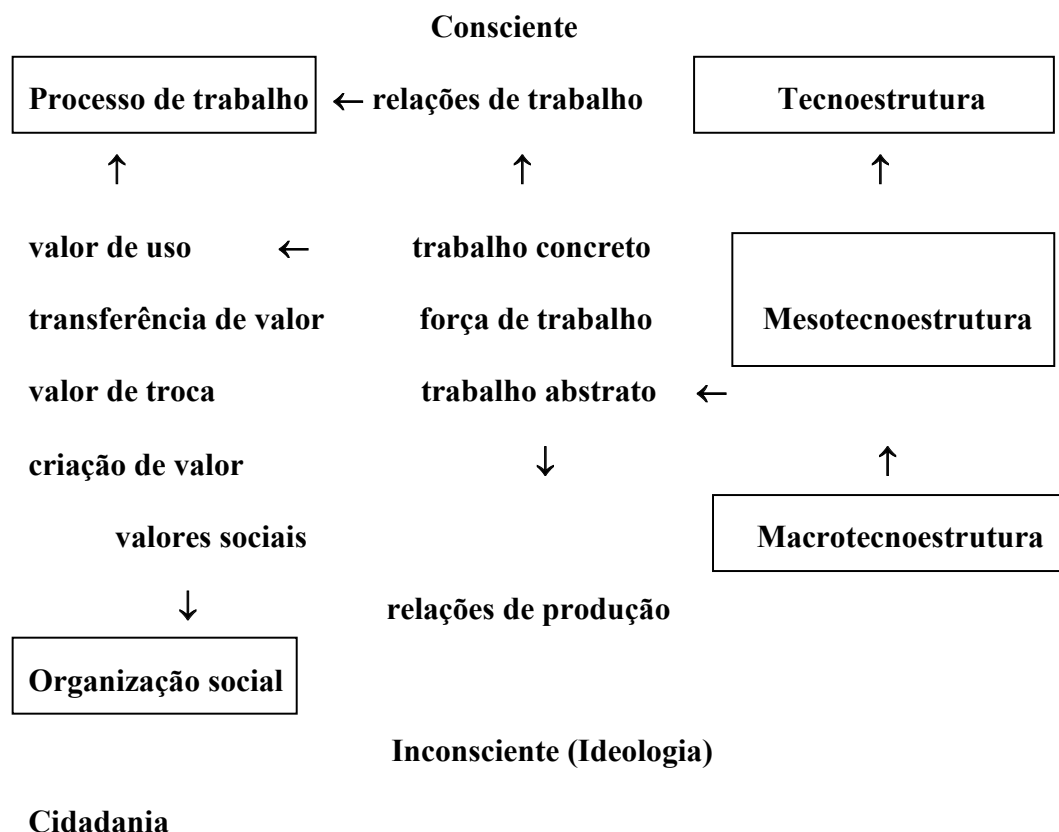 Consciente
Processo de trabalho ← relações de trabalho Tecnoestrutura
↑ ↑ ↑
valor de uso ← trabalho concreto
transferência de valor força de trabalho Mesotecnoestrutura
valor de troca trabalho abstrato ←
criação de valor ↓ ↑
valores sociais Macrotecnoestrutura
↓ relações de produção
Organização social
Inconsciente (Ideologia)
Cidadania